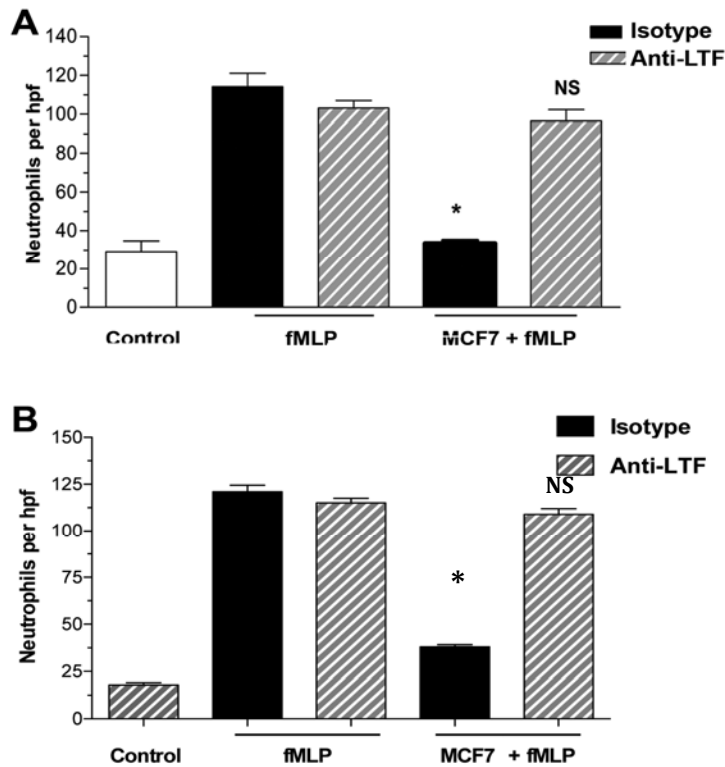 A
Isotype
Anti-LTF
Neutrophils per hpf
140
120
100
80
60
40
20
0
*
NS
Control
fMLP
MCF7 + fMLP
B
Isotype
Anti-LTF
Neutrophils per hpf
150
125
100
75
50
25
0
*
NS
Control
fMLP
MCF7 + fMLP